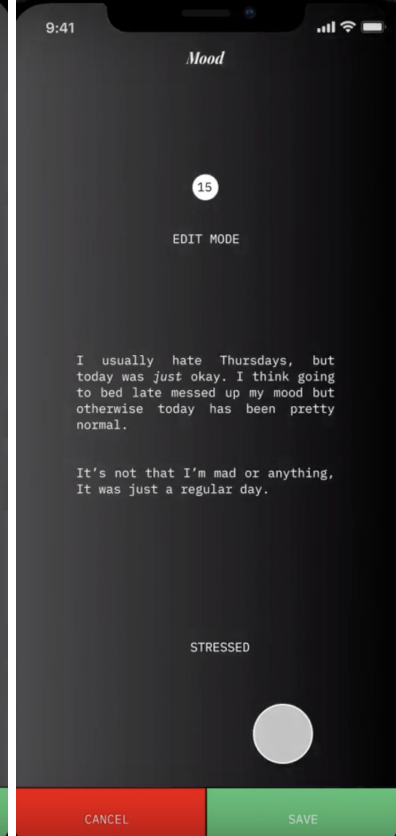 9:41
Mood
15
EDIT MODE
I usually hate Thursdays, but
today was just okay. I think going
to bed late messed up my mood but
otherwise today has been pretty
normal.
It’s not that I’m mad or anything,
It was just a regular day.
STRESSED
CANCEL
SAVE